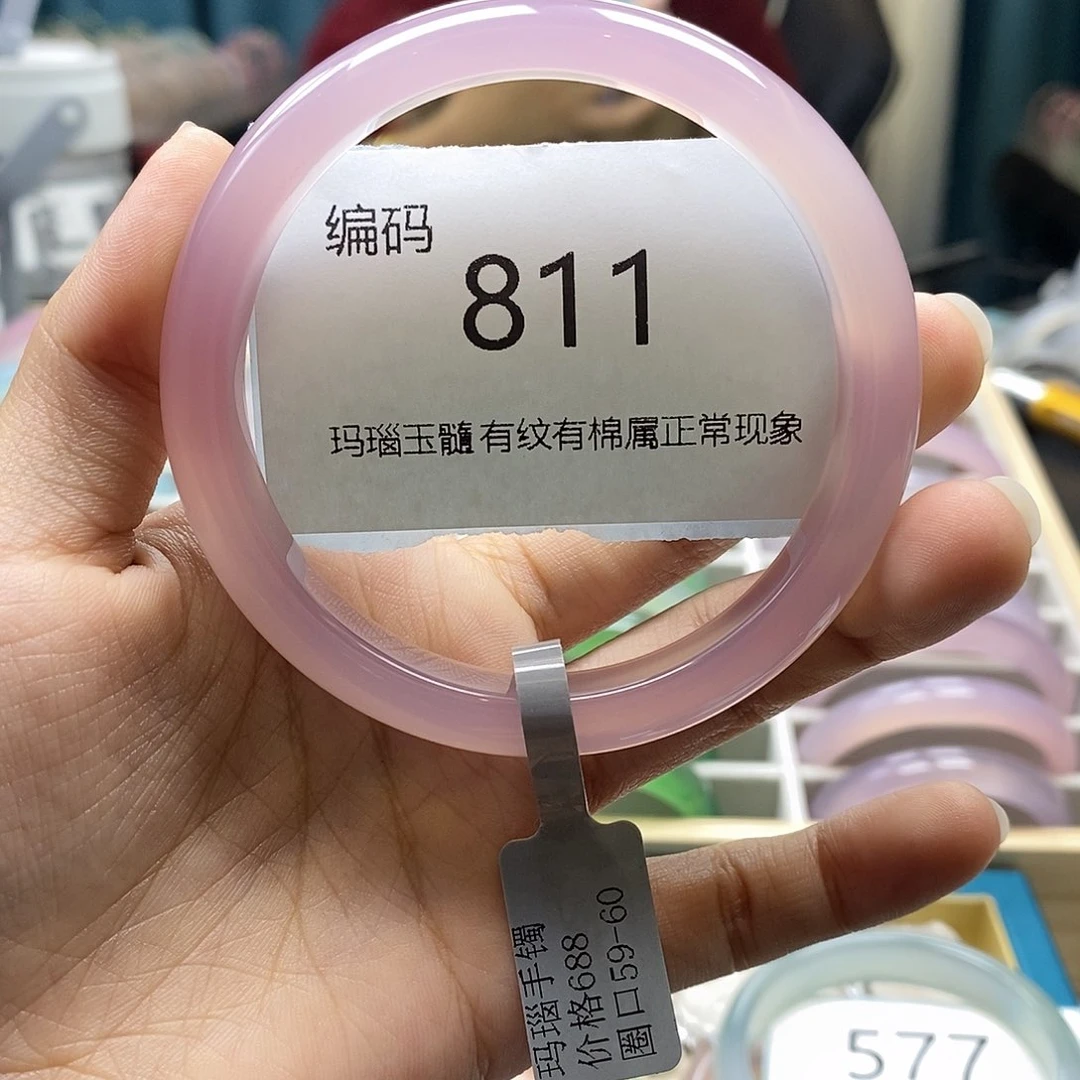 编码
811
玛瑙玉髓有纹有棉属正常现象
玛瑙手镯
价格688
圈口59-60
577